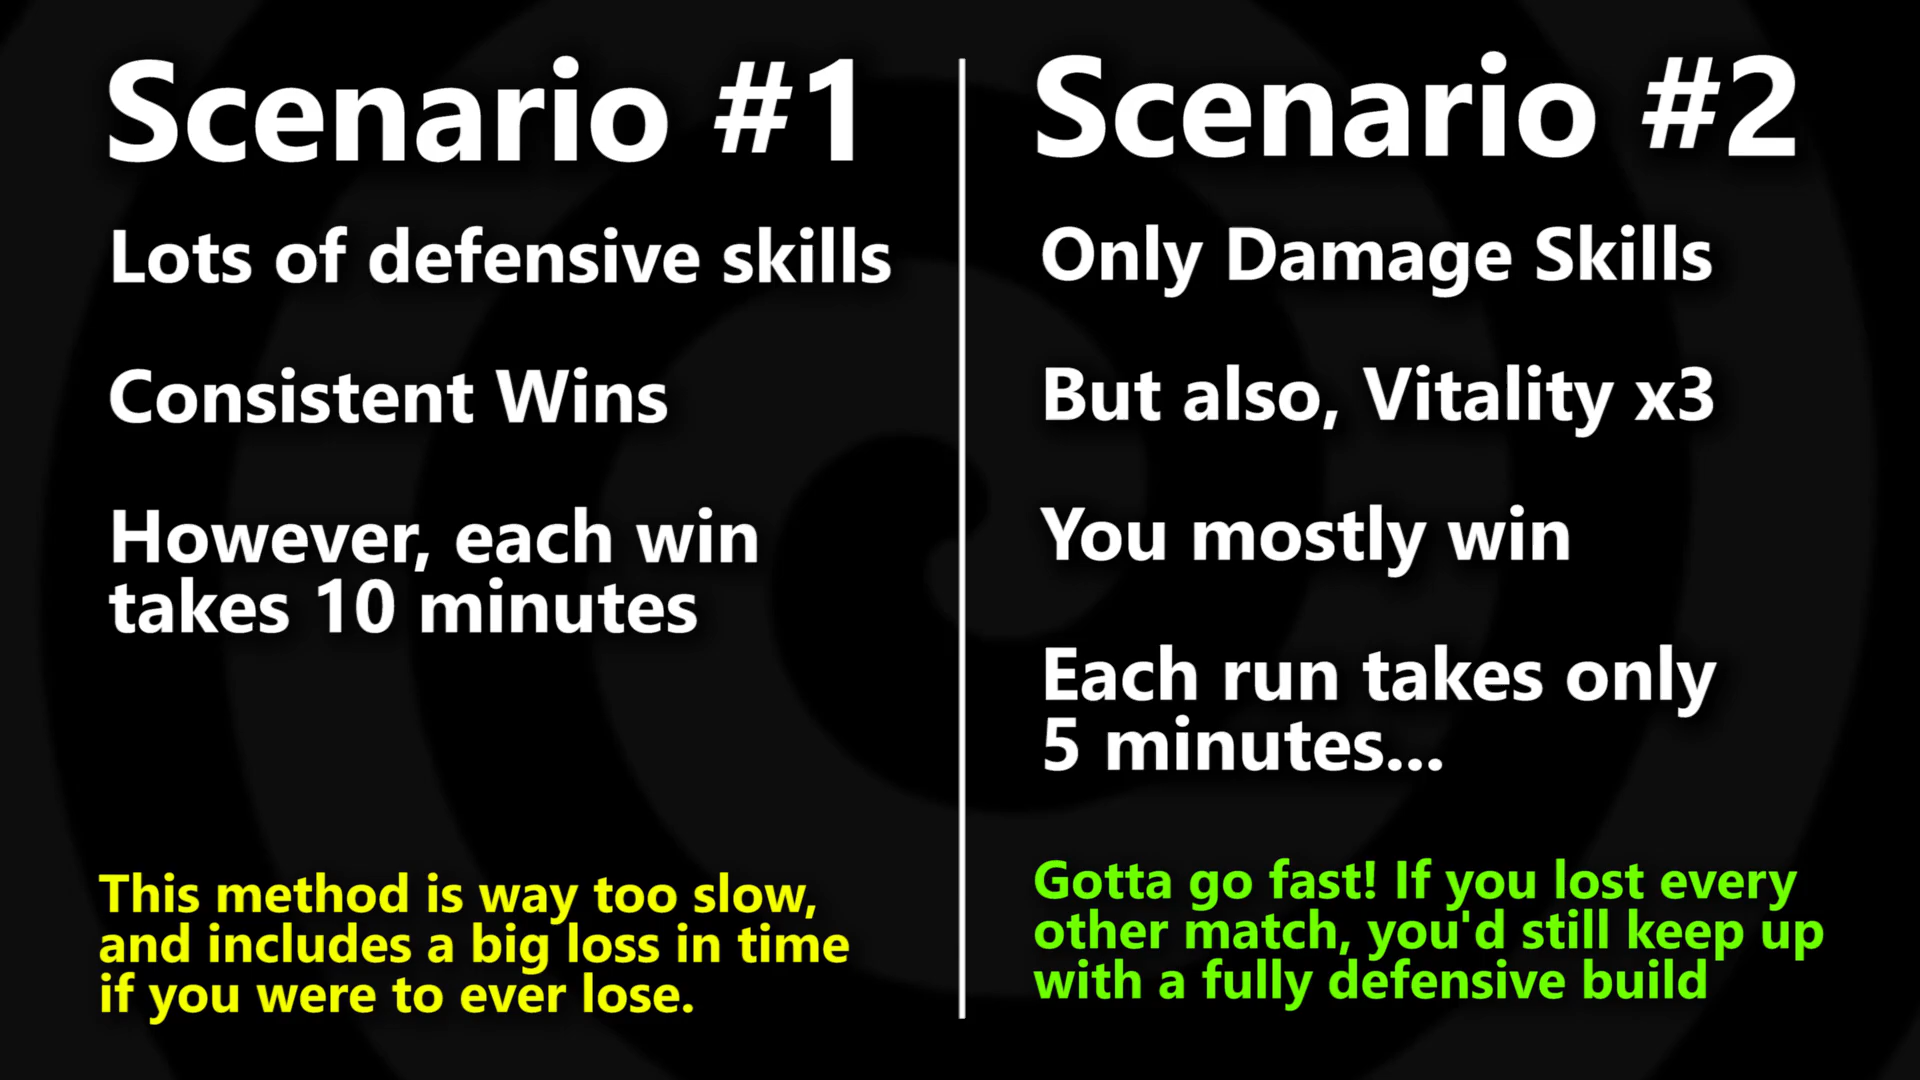 Scenario #1
Lots of defensive skills
Consistent Wins
However, each win
takes 10 minutes
This method is way too slow,
and includes a big loss in time
if you were to ever lose.
Scenario #2
Only Damage Skills
But also, Vitality x3
You mostly win
Each run takes only
5 minutes...
Gotta go fast! If you lost every
other match, you'd still keep up
with a fully defensive build